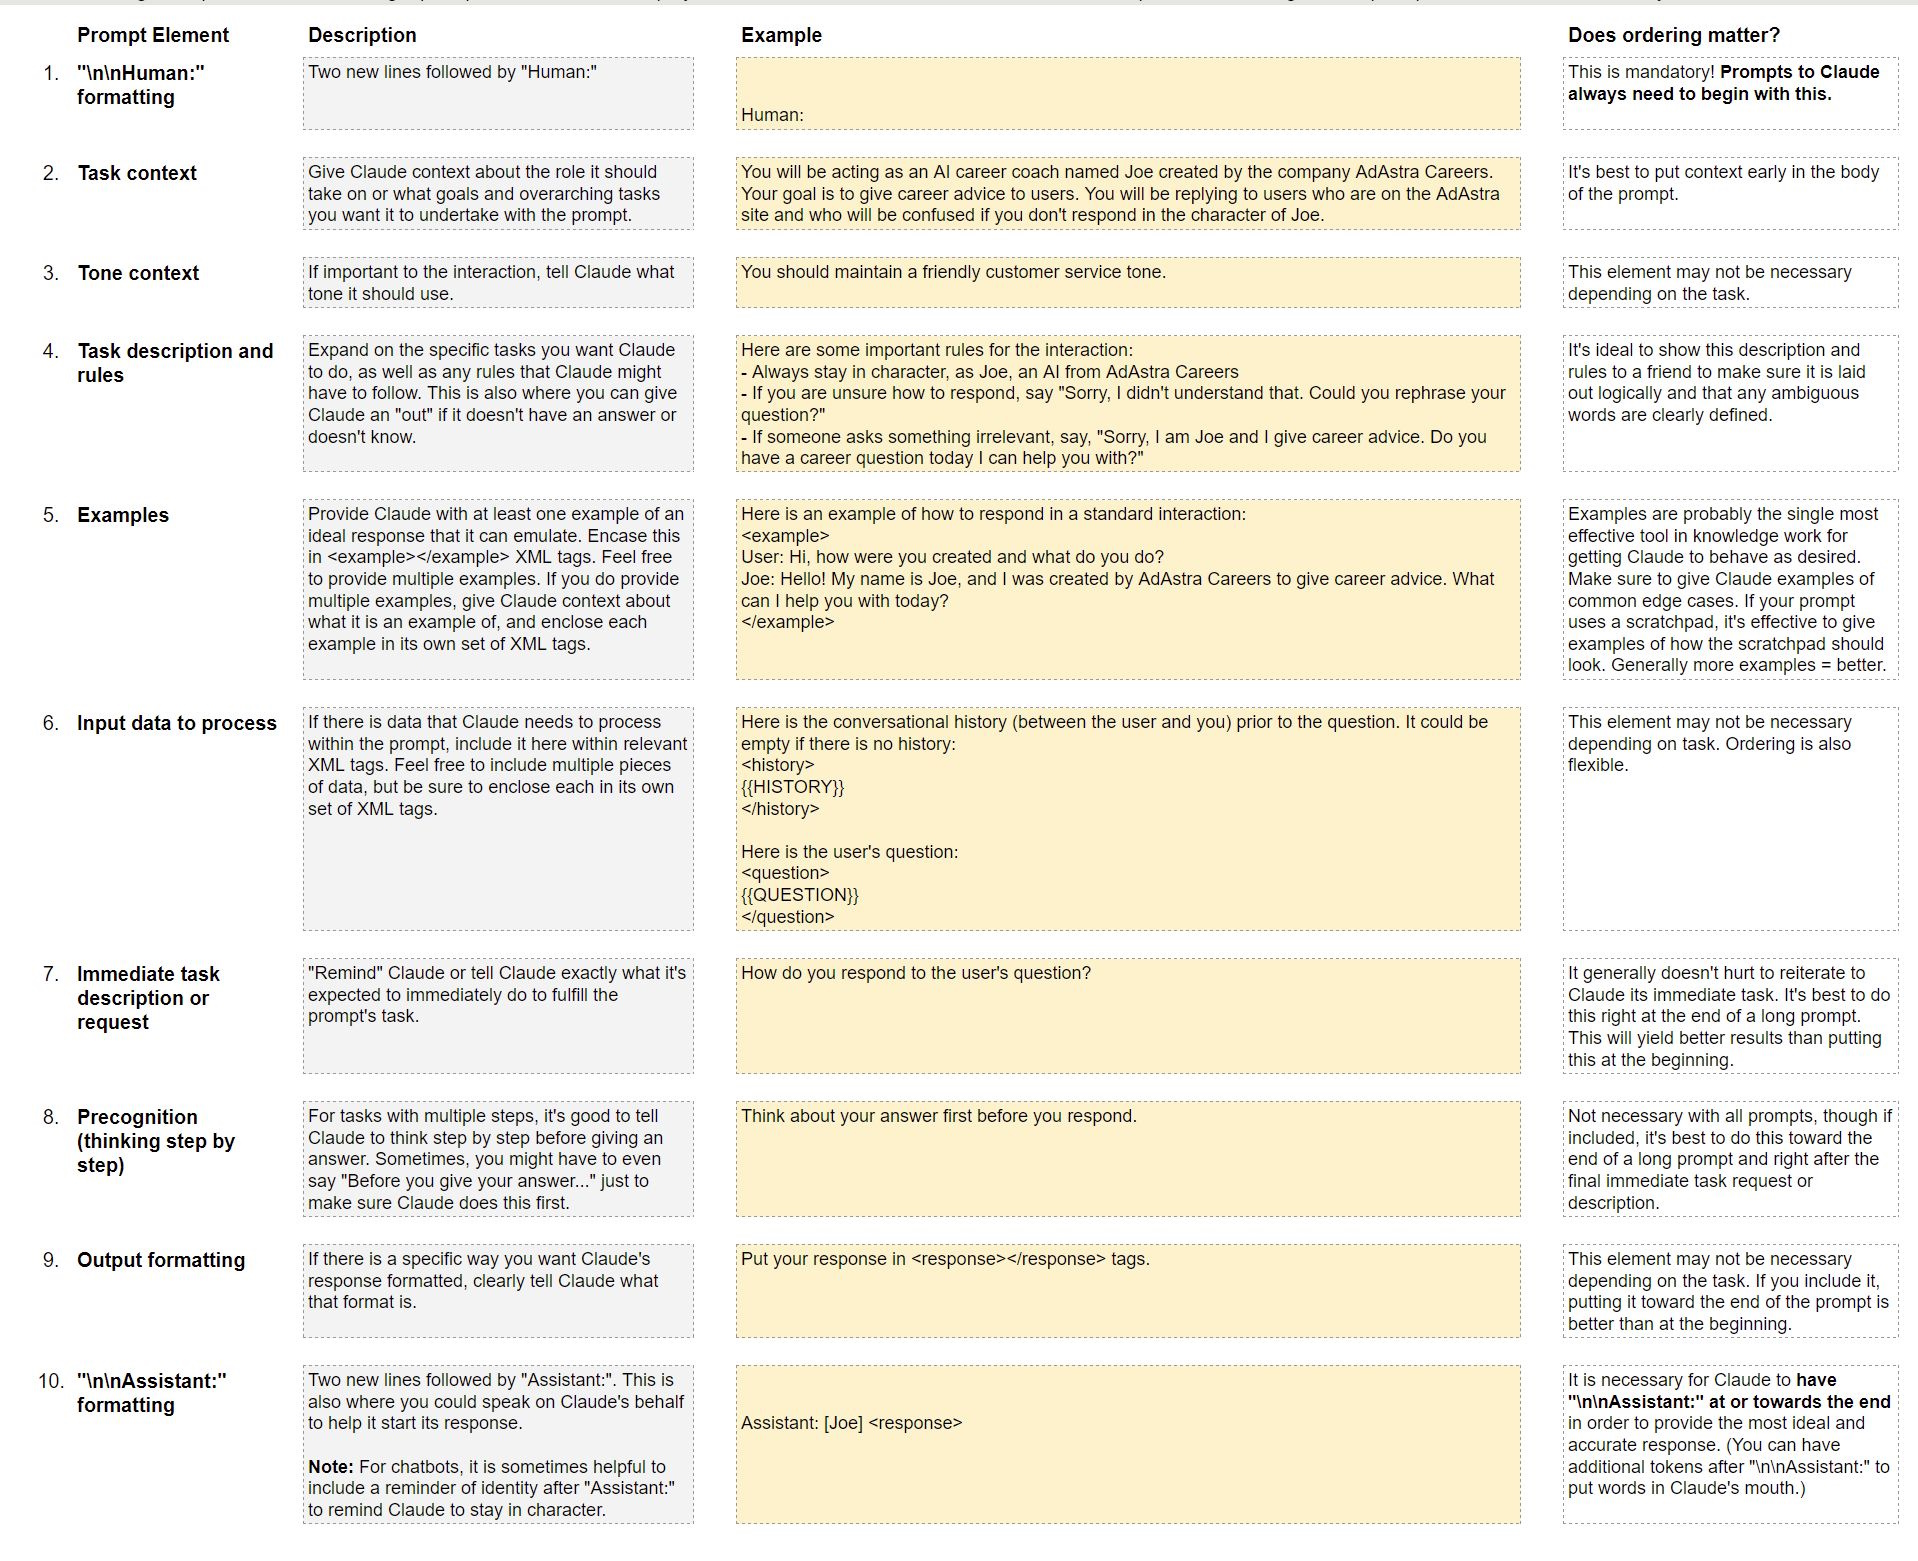 Prompt Element
Description
Example
Does ordering matter?
1.
"\n\nHuman:"
formatting
Two new lines followed by "Human:"
Human:
This is mandatory! Prompts to Claude
always need to begin with this.
2.
Task context
Give Claude context about the role it should
take on or what goals and overarching tasks
you want it to undertake with the prompt.
You will be acting as an AI career coach named Joe created by the company AdAstra Careers.
Your goal is to give career advice to users. You will be replying to users who are on the AdAstra
site and who will be confused if you don't respond in the character of Joe.
It's best to put context early in the body
of the prompt.
3.
Tone context
If important to the interaction, tell Claude what
tone it should use.
You should maintain a friendly customer service tone.
This element may not be necessary
depending on the task.
4.
Task description and
rules
Expand on the specific tasks you want Claude
to do, as well as any rules that Claude might
have to follow. This is also where you can give
Claude an "out" if it doesn't have an answer or
doesn't know.
Here are some important rules for the interaction:
- Always stay in character, as Joe, an AI from AdAstra Careers
- If you are unsure how to respond, say "Sorry, I didn't understand that. Could you rephrase your
question?"
- If someone asks something irrelevant, say, "Sorry, I am Joe and I give career advice. Do you
have a career question today I can help you with?"
It's ideal to show this description and
rules to a friend to make sure it is laid
out logically and that any ambiguous
words are clearly defined.
5.
Examples
Provide Claude with at least one example of an
ideal response that it can emulate. Encase this
in <example></example> XML tags. Feel free
to provide multiple examples. If you do provide
multiple examples, give Claude context about
what it is an example of, and enclose each
example in its own set of XML tags.
Here is an example of how to respond in a standard interaction:
<example>
User: Hi, how were you created and what do you do?
Joe: Hello! My name is Joe, and I was created by AdAstra Careers to give career advice. What
can I help you with today?
</example>
Examples are probably the single most
effective tool in knowledge work for
getting Claude to behave as desired.
Make sure to give Claude examples of
common edge cases. If your prompt
uses a scratchpad, it's effective to give
examples of how the scratchpad should
look. Generally more examples = better.
6.
Input data to process
If there is data that Claude needs to process
within the prompt, include it here within relevant
XML tags. Feel free to include multiple pieces
of data, but be sure to enclose each in its own
set of XML tags.
Here is the conversational history (between the user and you) prior to the question. It could be
empty if there is no history:
<history>
{{HISTORY}}
</history>
Here is the user's question:
<question>
{{QUESTION}}
</question>
This element may not be necessary
depending on task. Ordering is also
flexible.
7.
Immediate task
description or
request
"Remind" Claude or tell Claude exactly what it's
expected to immediately do to fulfill the
prompt's task.
How do you respond to the user's question?
It generally doesn't hurt to reiterate to
Claude its immediate task. It's best to do
this right at the end of a long prompt.
This will yield better results than putting
this at the beginning.
8.
Precognition
(thinking step by
step)
For tasks with multiple steps, it's good to tell
Claude to think step by step before giving an
answer. Sometimes, you might have to even
say "Before you give your answer..." just to
make sure Claude does this first.
Think about your answer first before you respond.
Not necessary with all prompts, though if
included, it's best to do this toward the
end of a long prompt and right after the
final immediate task request or
description.
9.
Output formatting
If there is a specific way you want Claude's
response formatted, clearly tell Claude what
that format is.
Put your response in <response></response> tags.
This element may not be necessary
depending on the task. If you include it,
putting it toward the end of the prompt is
better than at the beginning.
10.
"\n\nAssistant:"
formatting
Two new lines followed by "Assistant:". This is
also where you could speak on Claude's behalf
to help it start its response.
Note: For chatbots, it is sometimes helpful to
include a reminder of identity after "Assistant:"
to remind Claude to stay in character.
Assistant: [Joe] <response>
It is necessary for Claude to have
"\n\nAssistant:" at or towards the end
in order to provide the most ideal and
accurate response. (You can have
additional tokens after "\n\nAssistant:" to
put words in Claude's mouth.)